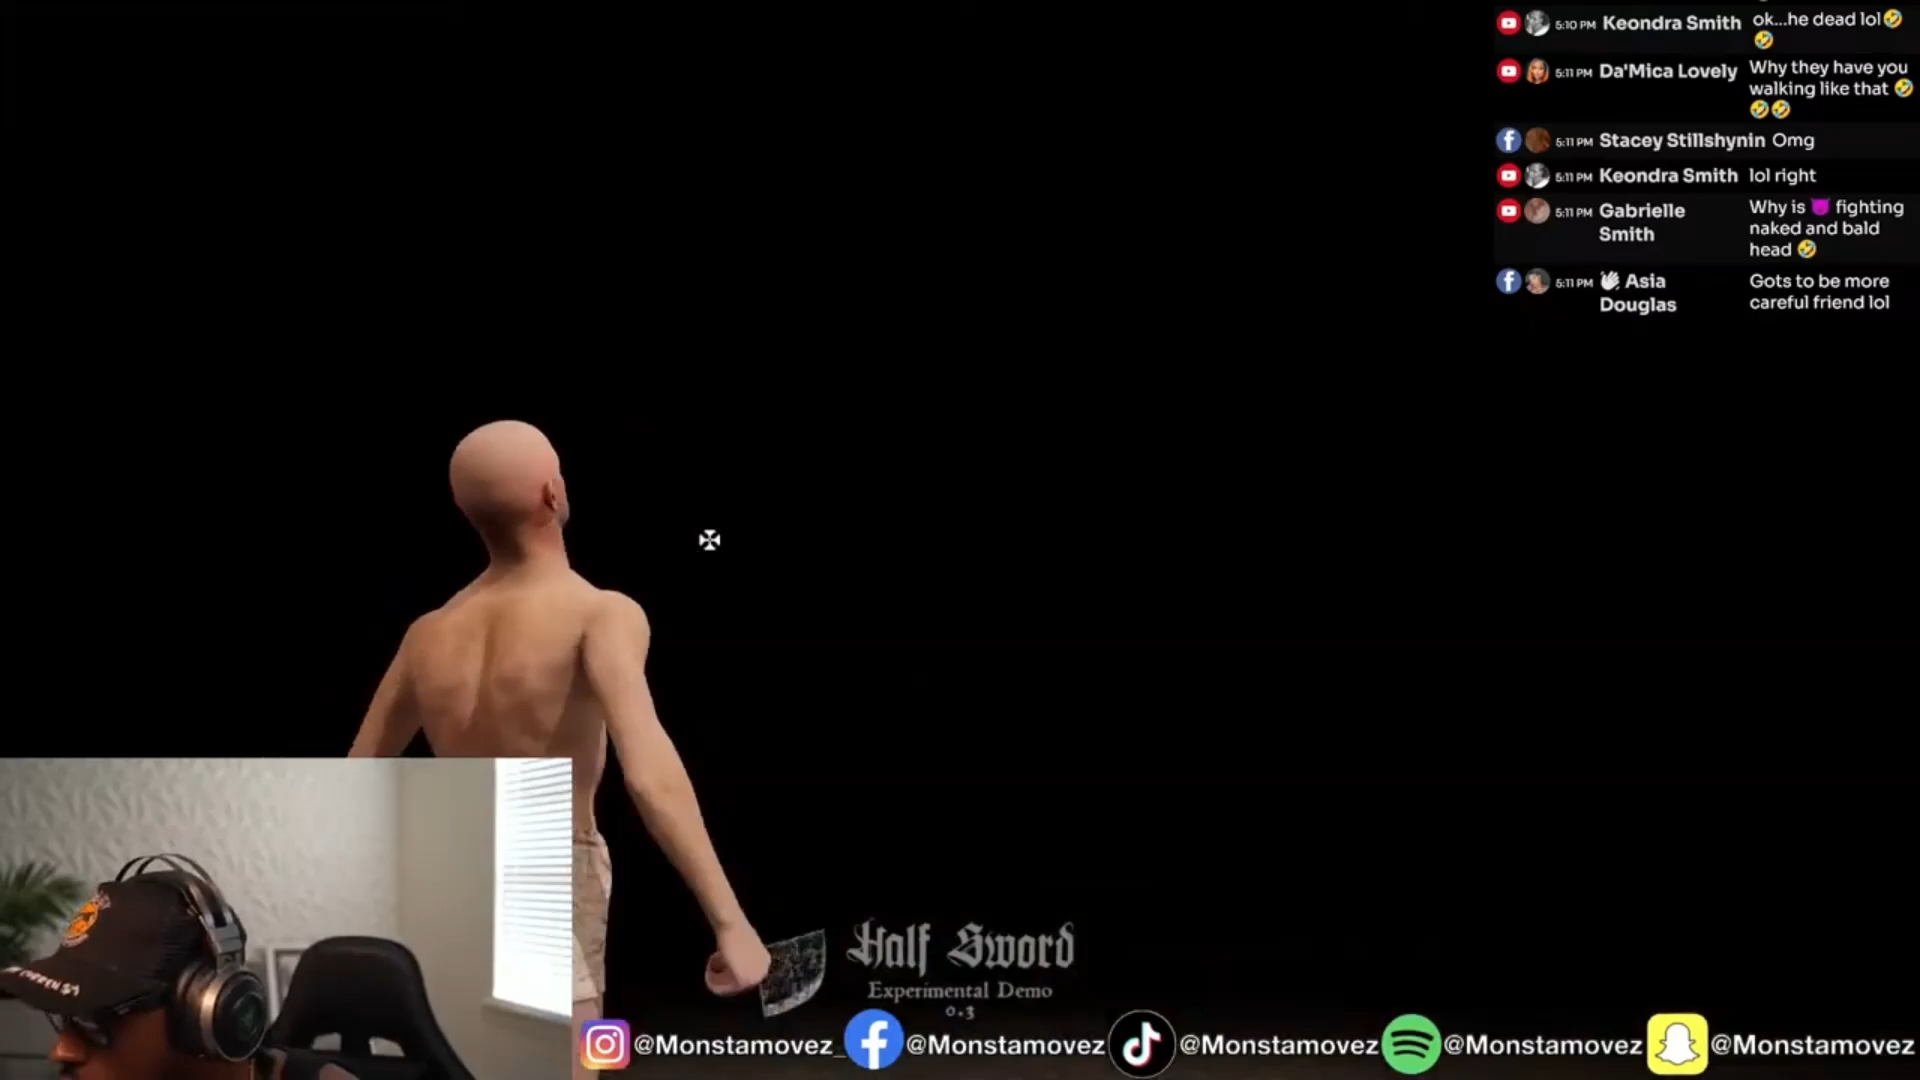 5:10 PM Keondra Smith ok...he dead lol🤣
🤣
5:11 PM Da'Mica Lovely Why they have you
walking like that 🤣
🤣🤣
5:11 PM Stacey Stillshynin Omg
5:11 PM Keondra Smith lol right
5:11 PM Gabrielle Smith Why is 😈 fighting
naked and bald
head 🤣
5:11 PM 👋 Asia Douglas Gots to be more
careful friend lol
Half Sword
Experimental Demo
0.3
@Monstamovez_ @Monstamovez @Monstamovez @Monstamovez @Monstamovez